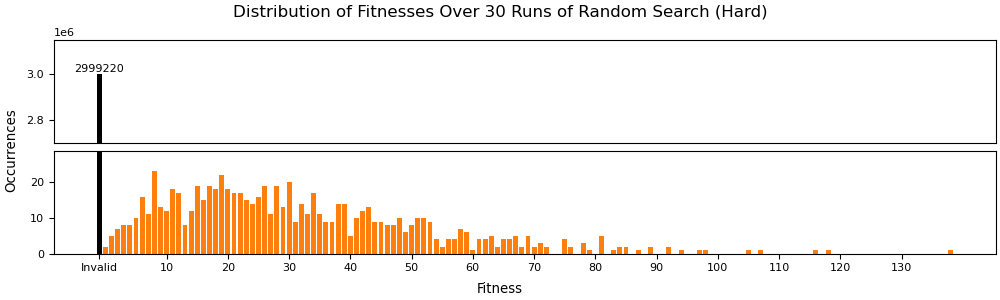 Distribution of Fitnesses Over 30 Runs of Random Search (Hard)
1e6
2999220
3.0
2.8
Occurrences
20
10
0
Invalid 10 20 30 40 50 60 70 80 90 100 110 120 130
Fitness